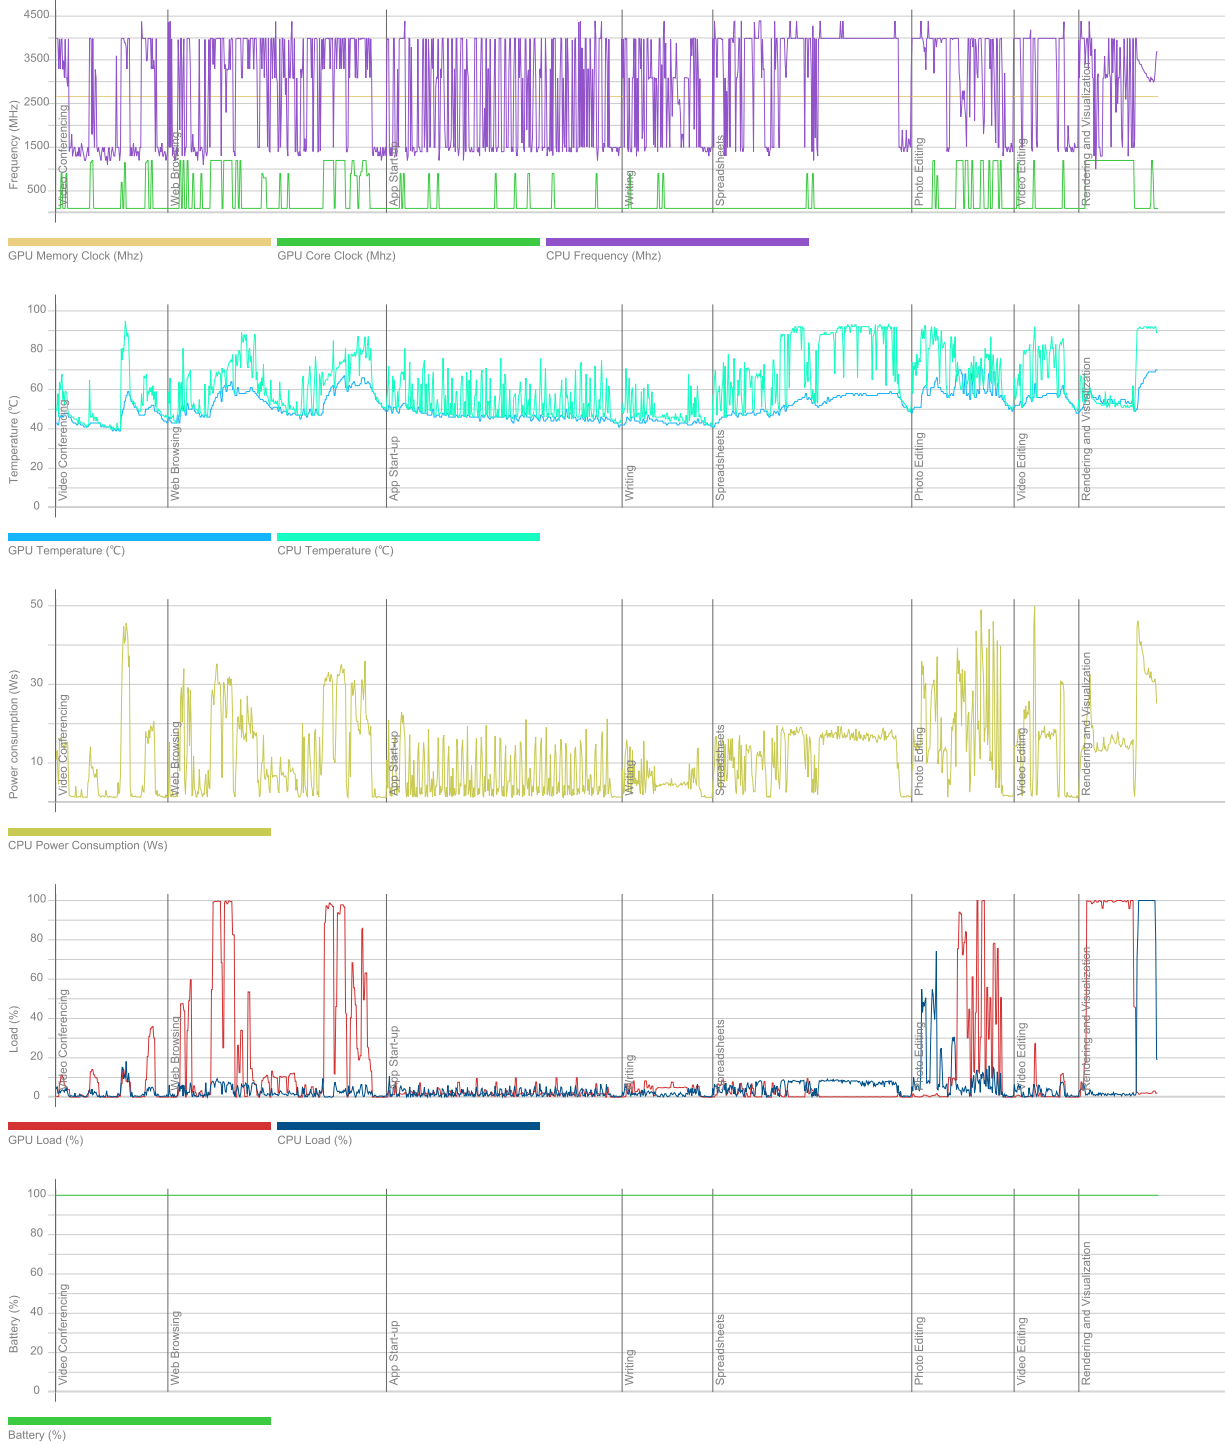 4500
3500
2500
1500
500
Frequency (MHz)
Video Conferencing
Web Browsing
App Start-up
Writing
Spreadsheets
Photo Editing
Video Editing
Rendering and Visualization
GPU Memory Clock (Mhz)
GPU Core Clock (Mhz)
CPU Frequency (Mhz)
100
80
60
40
20
0
Temperature (℃)
Video Conferencing
Web Browsing
App Start-up
Writing
Spreadsheets
Photo Editing
Video Editing
Rendering and Visualization
GPU Temperature (℃)
CPU Temperature (℃)
50
30
10
Power consumption (Ws)
Video Conferencing
Web Browsing
App Start-up
Writing
Spreadsheets
Photo Editing
Video Editing
Rendering and Visualization
CPU Power Consumption (Ws)
100
80
60
40
20
0
Load (%)
Video Conferencing
Web Browsing
App Start-up
Writing
Spreadsheets
Photo Editing
Video Editing
Rendering and Visualization
GPU Load (%)
CPU Load (%)
100
80
60
40
20
0
Battery (%)
Video Conferencing
Web Browsing
App Start-up
Writing
Spreadsheets
Photo Editing
Video Editing
Rendering and Visualization
Battery (%)